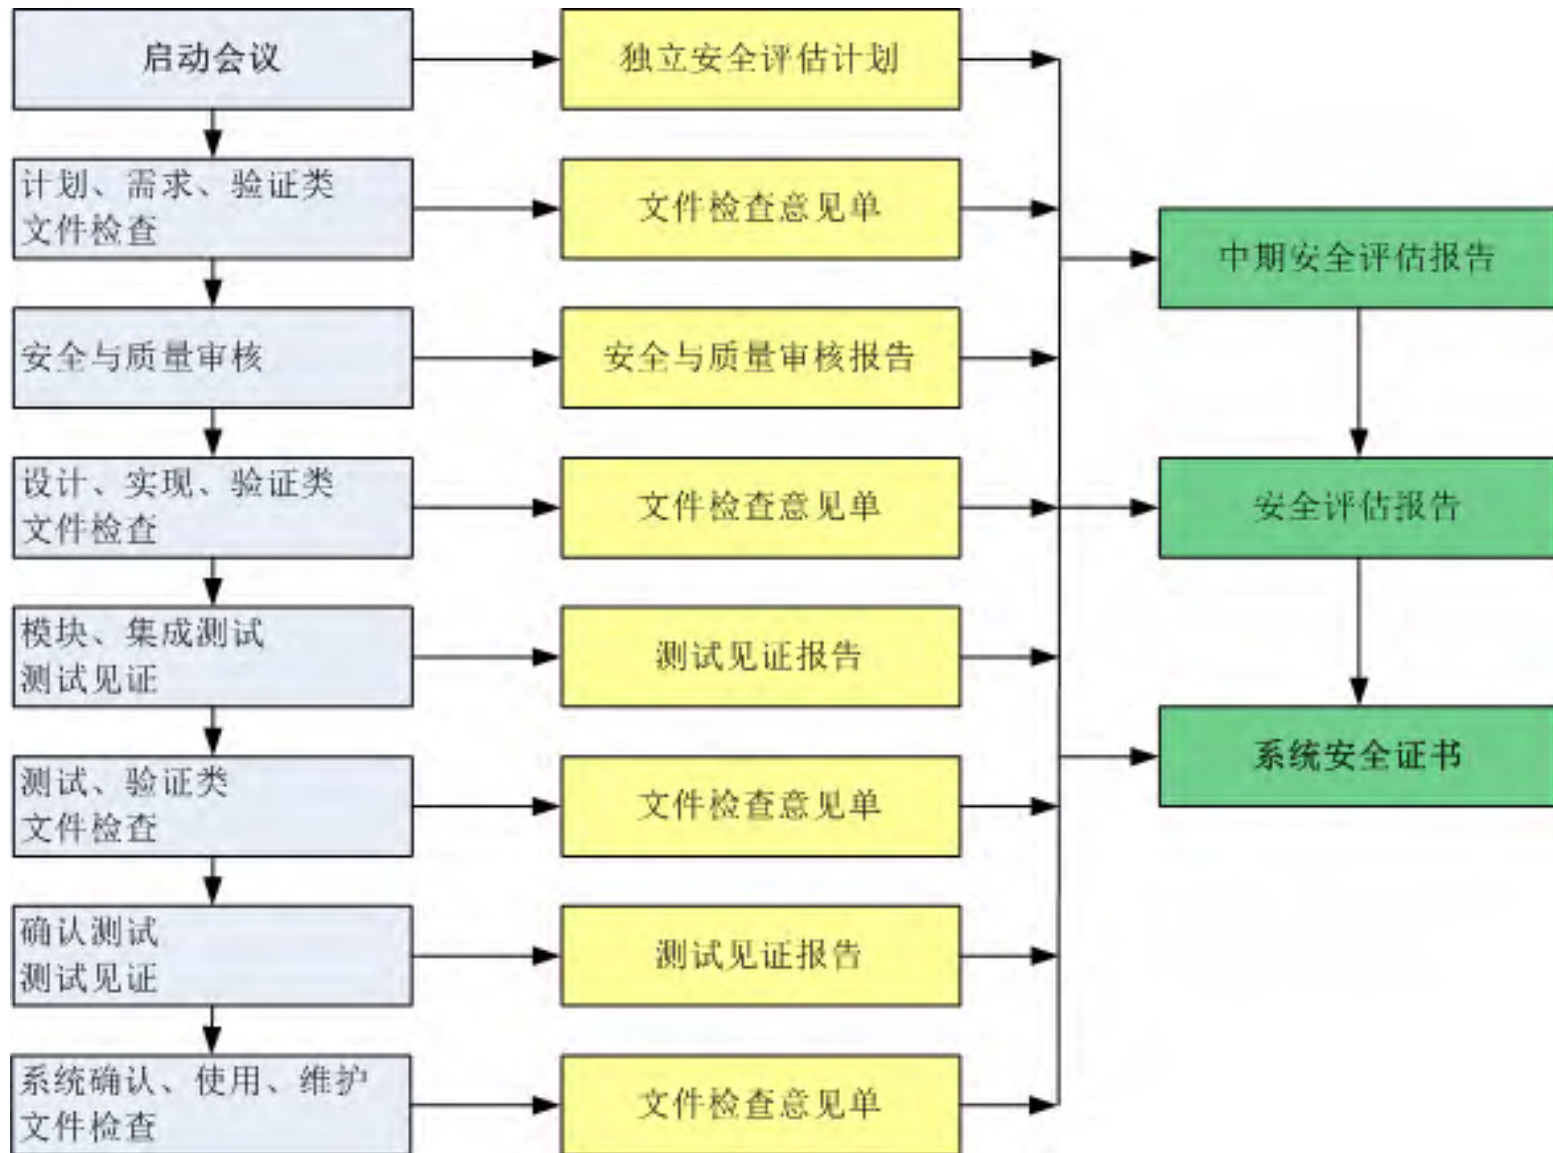 启动会议
独立安全评估计划
计划、需求、验证类
文件检查
文件检查意见单
中期安全评估报告
安全与质量审核
安全与质量审核报告
设计、实现、验证类
文件检查
文件检查意见单
安全评估报告
模块、集成测试
测试见证
测试见证报告
测试、验证类
文件检查
文件检查意见单
系统安全证书
确认测试
测试见证
测试见证报告
系统确认、使用、维护
文件检查
文件检查意见单